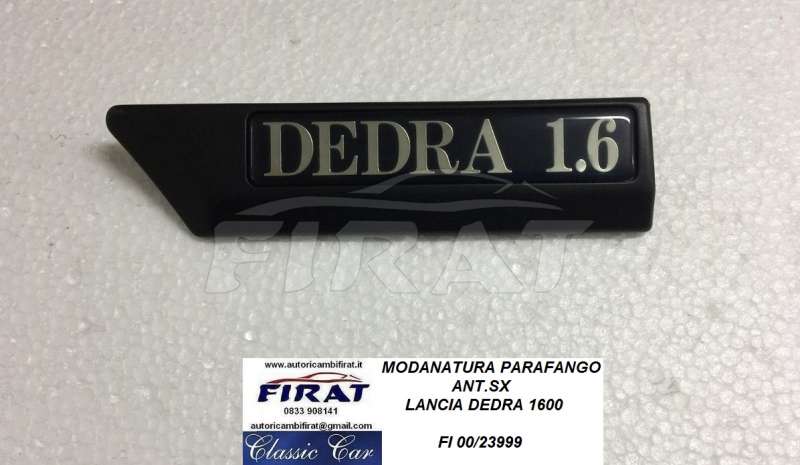 DEDRA 1.6
FIRAT
www.autoricambifirat.it
FIRAT
0833 908141
autoricambifirat@gmail.com
Classic Car
MODANATURA PARAFANGO
ANT.SX
LANCIA DEDRA 1600
FI 00/23999